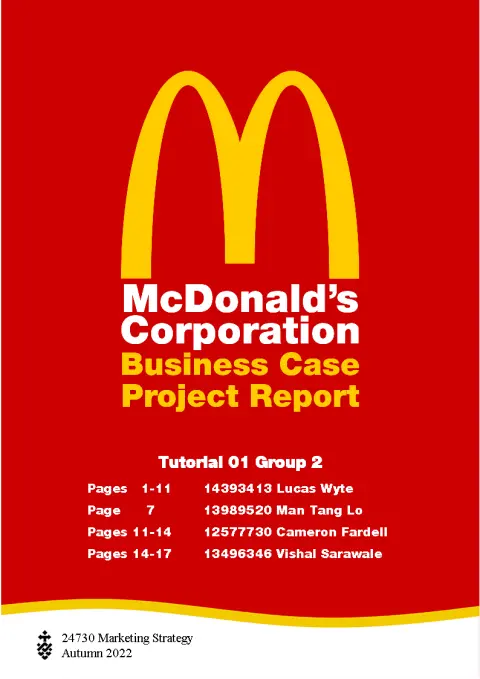 McDonald's
Corporation
Business Case
Project Report
Tutorial 01 Group 2
Pages 1-11 14393413 Lucas Wyte
Page 7 13989520 Man Tang Lo
Pages 11-14 12577730 Cameron Fardell
Pages 14-17 13496346 Vishal Sarawale
24730 Marketing Strategy
Autumn 2022